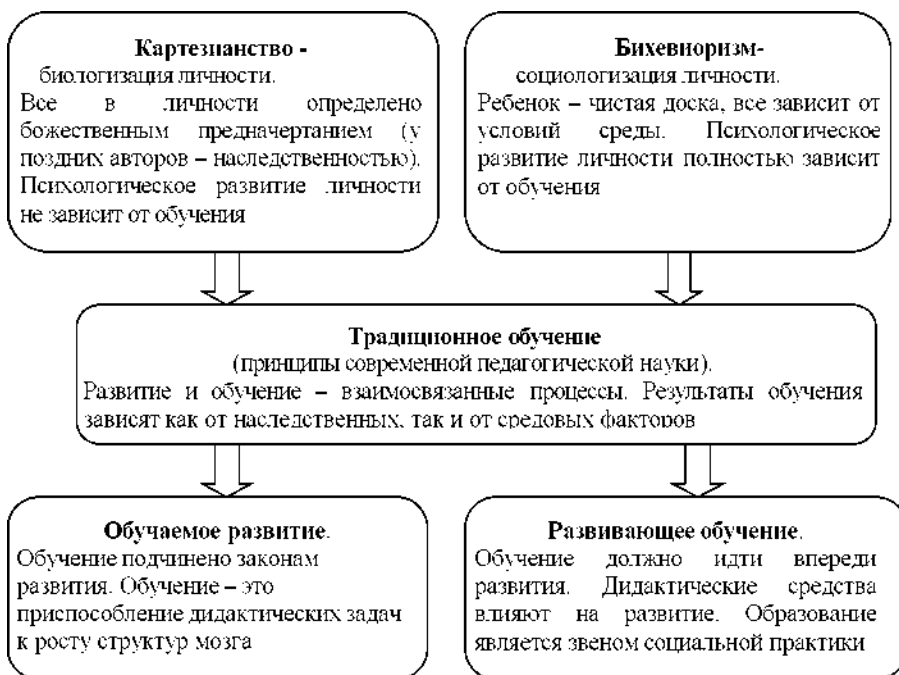 Картезианство -
биологизация личности.
Все в личности определено
божественным предначертанием (у
поздних авторов – наследственностью).
Психологическое развитие личности
не зависит от обучения
Бихевиоризм-
социологизация личности.
Ребенок – чистая доска, все зависит от
условий среды. Психологическое
развитие личности полностью зависит
от обучения
Традиционное обучение
(принципы современной педагогической науки).
Развитие и обучение – взаимосвязанные процессы. Результаты обучения
зависят как от наследственных, так и от средовых факторов
Обучаемое развитие.
Обучение подчинено законам
развития. Обучение – это
приспособление дидактических задач
к росту структур мозга
Развивающее обучение.
Обучение должно идти впереди
развития. Дидактические средства
влияют на развитие. Образование
является звеном социальной практики